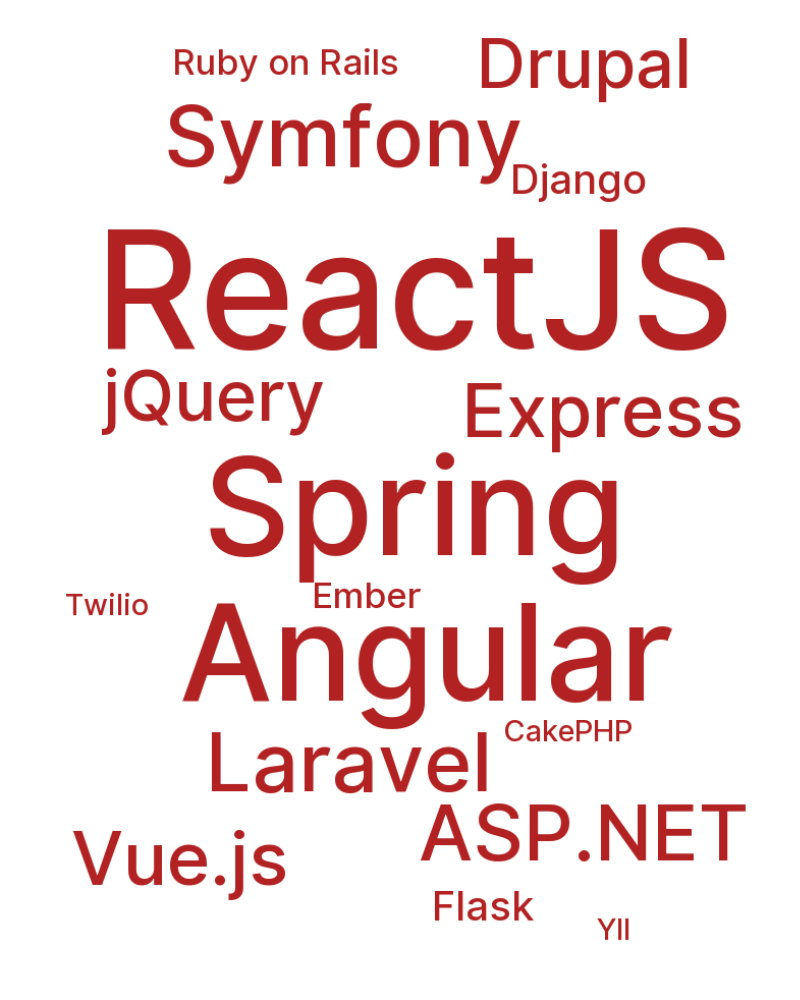 Ruby on Rails
Drupal
Symfony
Django
ReactJS
jQuery
Express
Spring
Twilio
Ember
Angular
CakePHP
Laravel
ASP.NET
Vue.js
Flask
YII